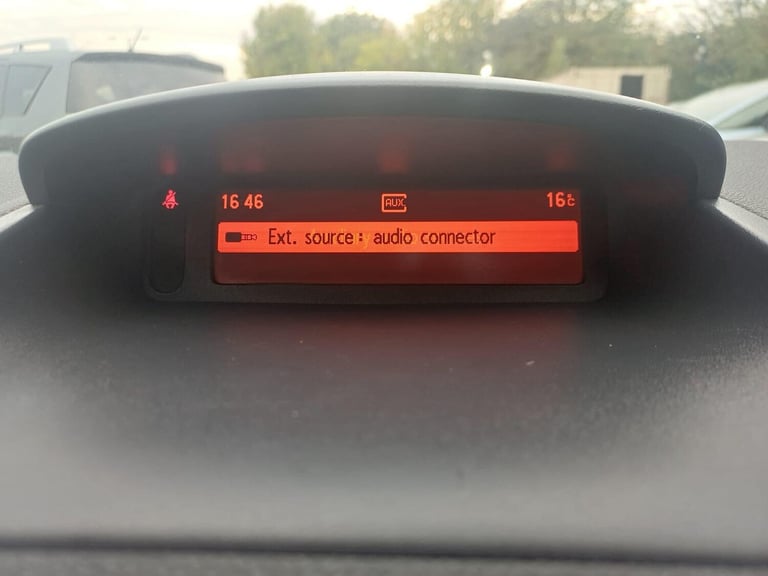 16 46 AUX 16°C
Ext. source: audio connector